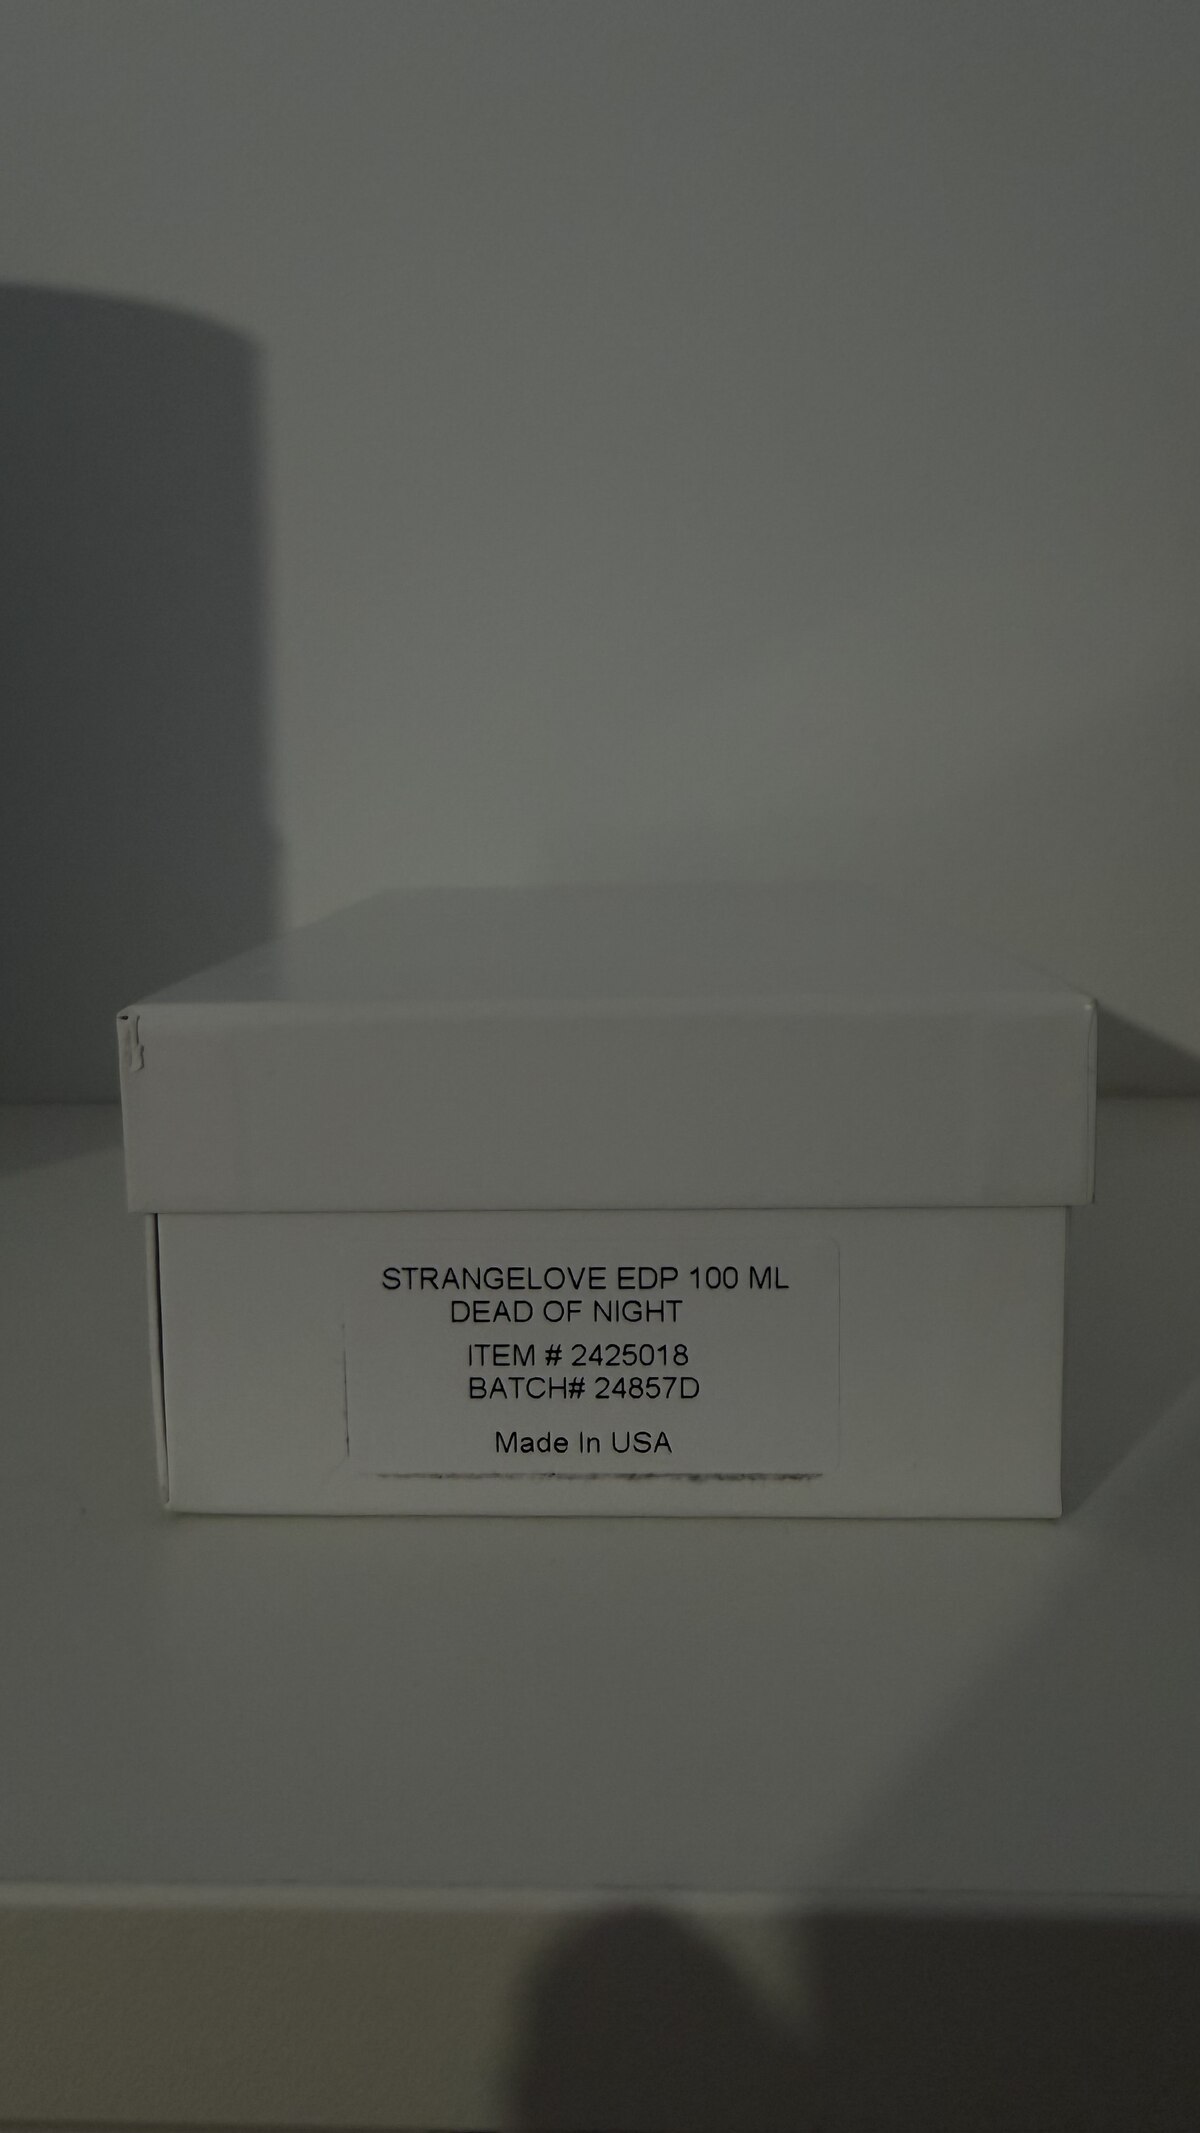 STRANGELOVE EDP 100 ML
DEAD OF NIGHT
ITEM # 2425018
BATCH# 24857D
Made In USA